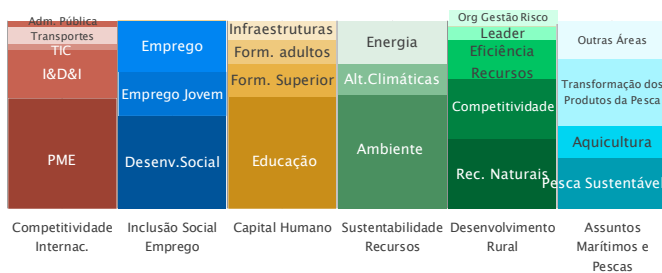 Adm. Pública
Transportes
TIC
I&D&I
PME
Competitividade
Internac.
Emprego
Emprego Jovem
Desenv.Social
Inclusão Social
Emprego
Infraestruturas
Form. adultos
Form. Superior
Educação
Capital Humano
Energia
Alt.Climáticas
Ambiente
Sustentabilidade
Recursos
Org Gestão Risco
Leader
Eficiência
Recursos
Competitividade
Rec. Naturais
Desenvolvimento
Rural
Outras Áreas
Transformação dos
Produtos da Pesca
Aquicultura
Pesca Sustentável
Assuntos
Marítimos e
Pescas